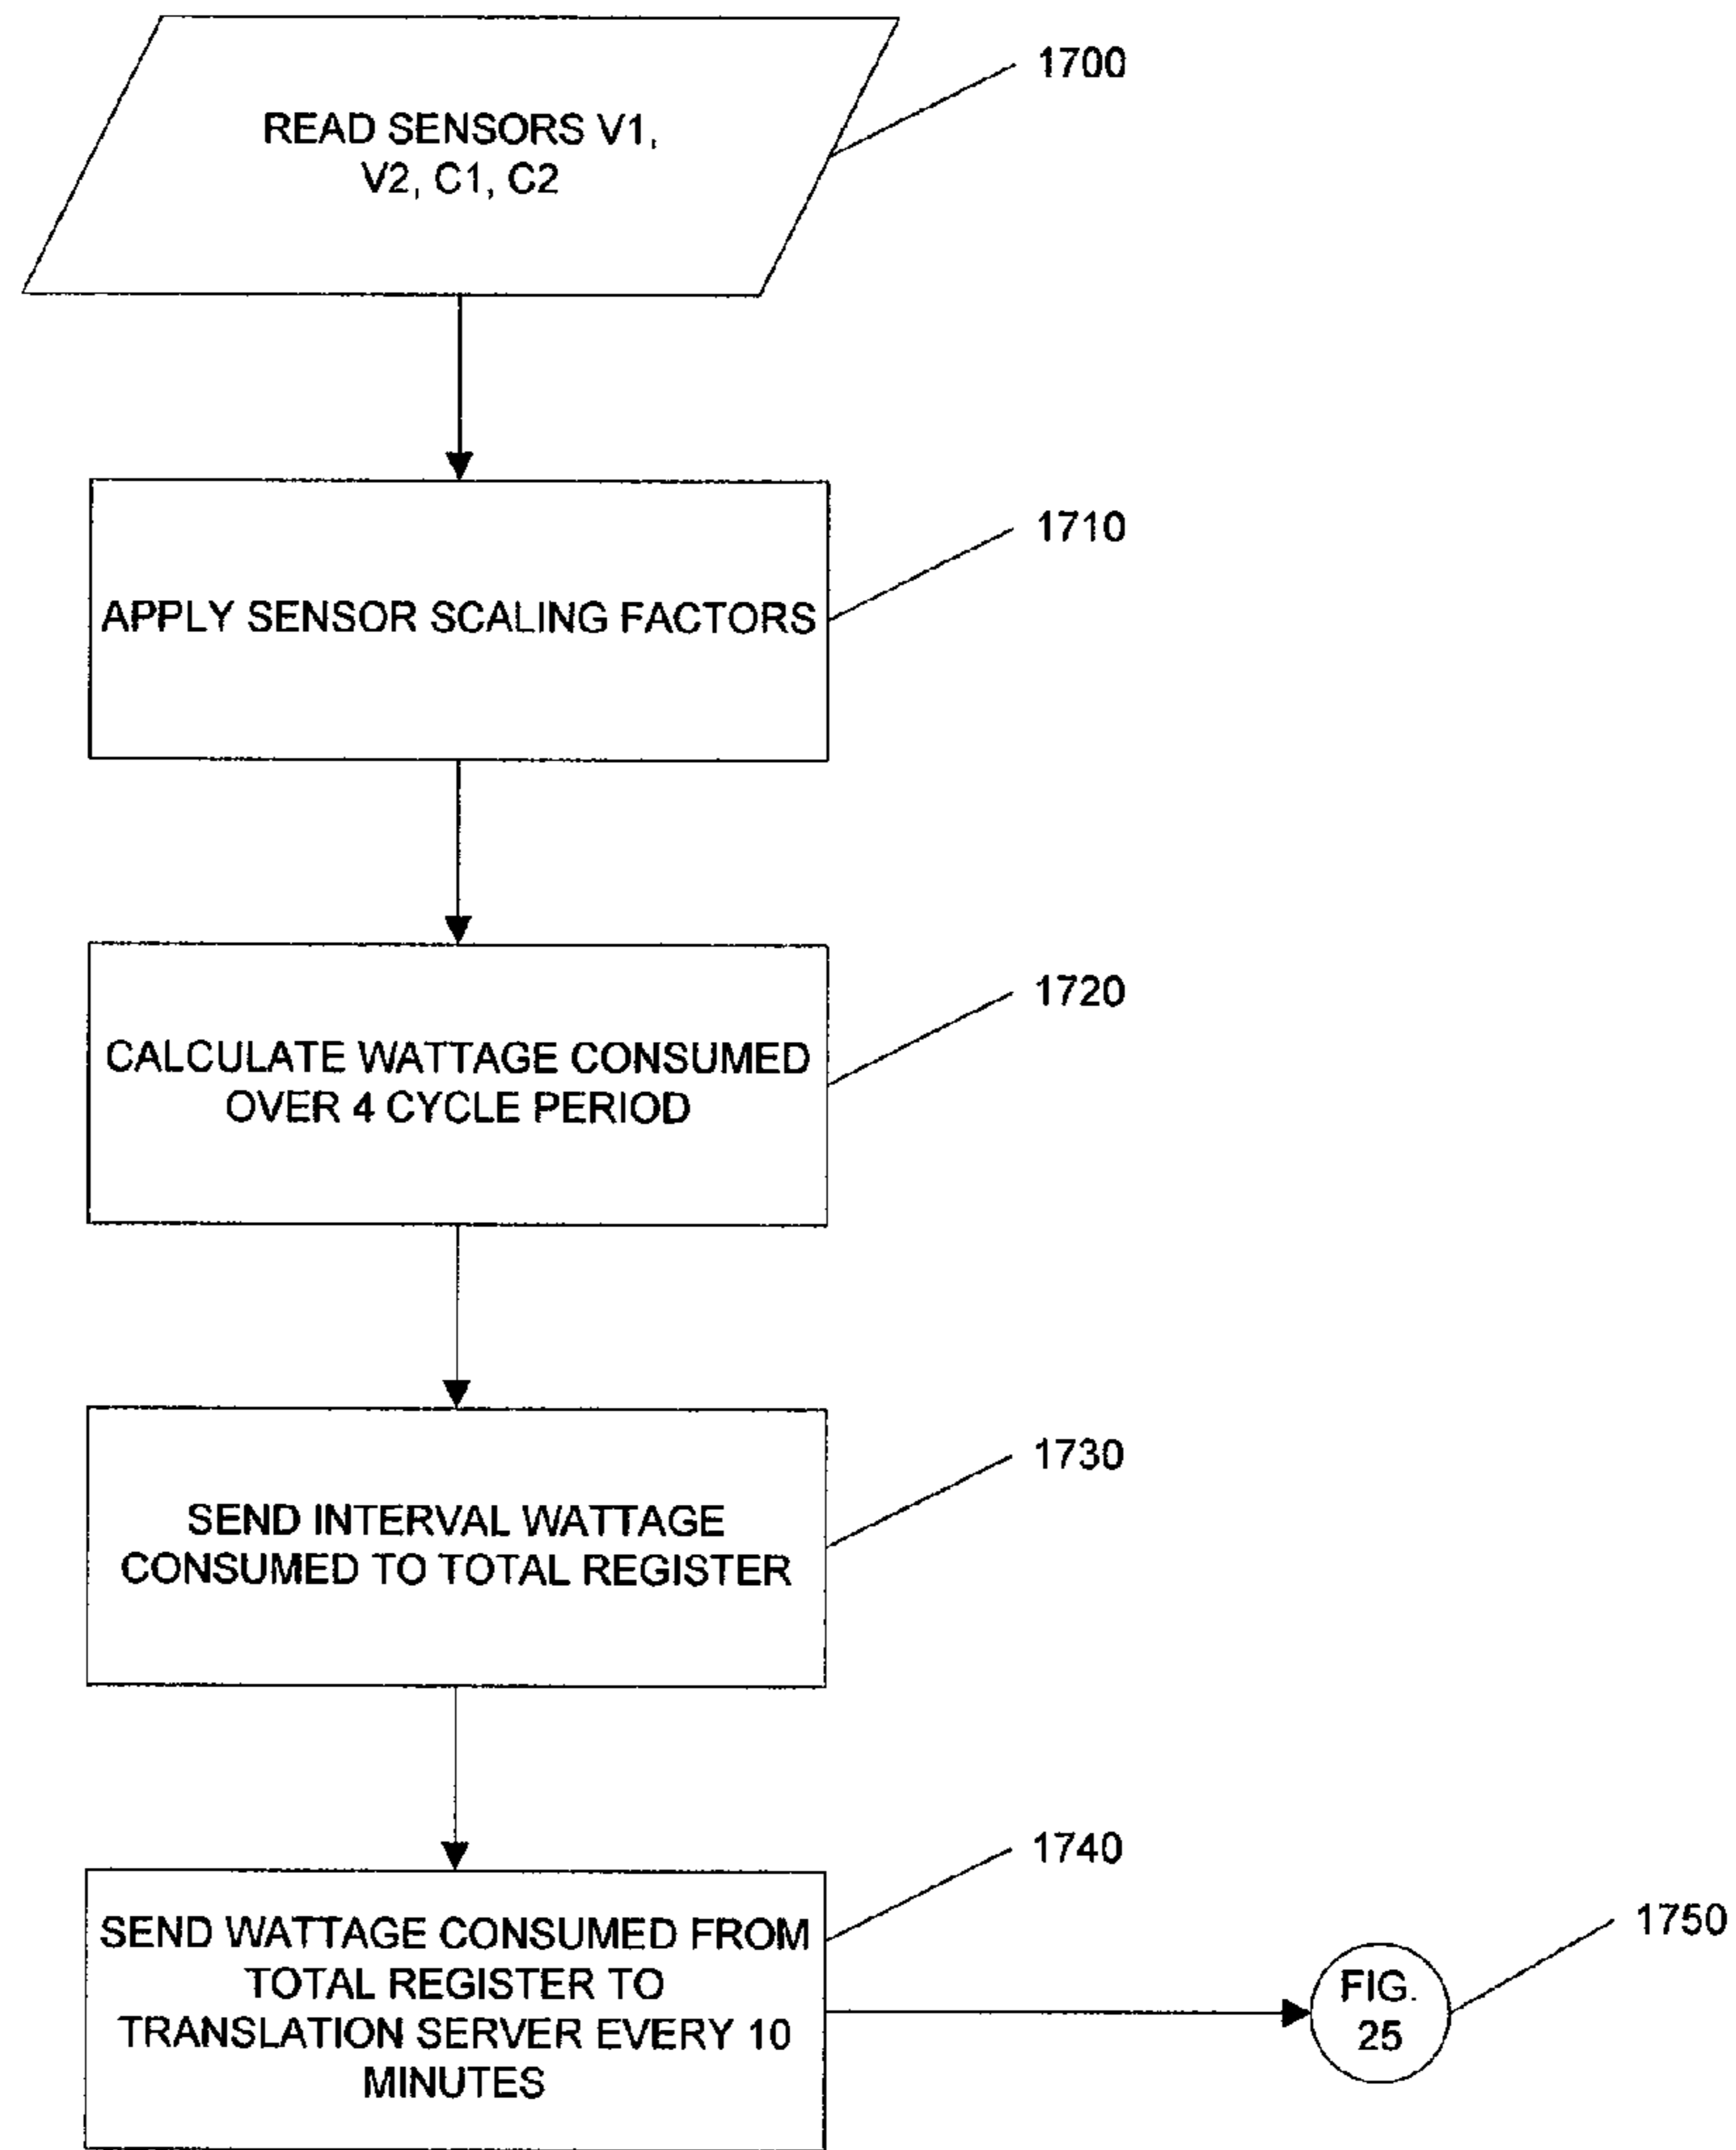 READ SENSORS V1,
V2, C1, C2
1700
APPLY SENSOR SCALING FACTORS
1710
CALCULATE WATTAGE CONSUMED
OVER 4 CYCLE PERIOD
1720
SEND INTERVAL WATTAGE
CONSUMED TO TOTAL REGISTER
1730
SEND WATTAGE CONSUMED FROM
TOTAL REGISTER TO
TRANSLATION SERVER EVERY 10
MINUTES
1740
FIG.
25
1750